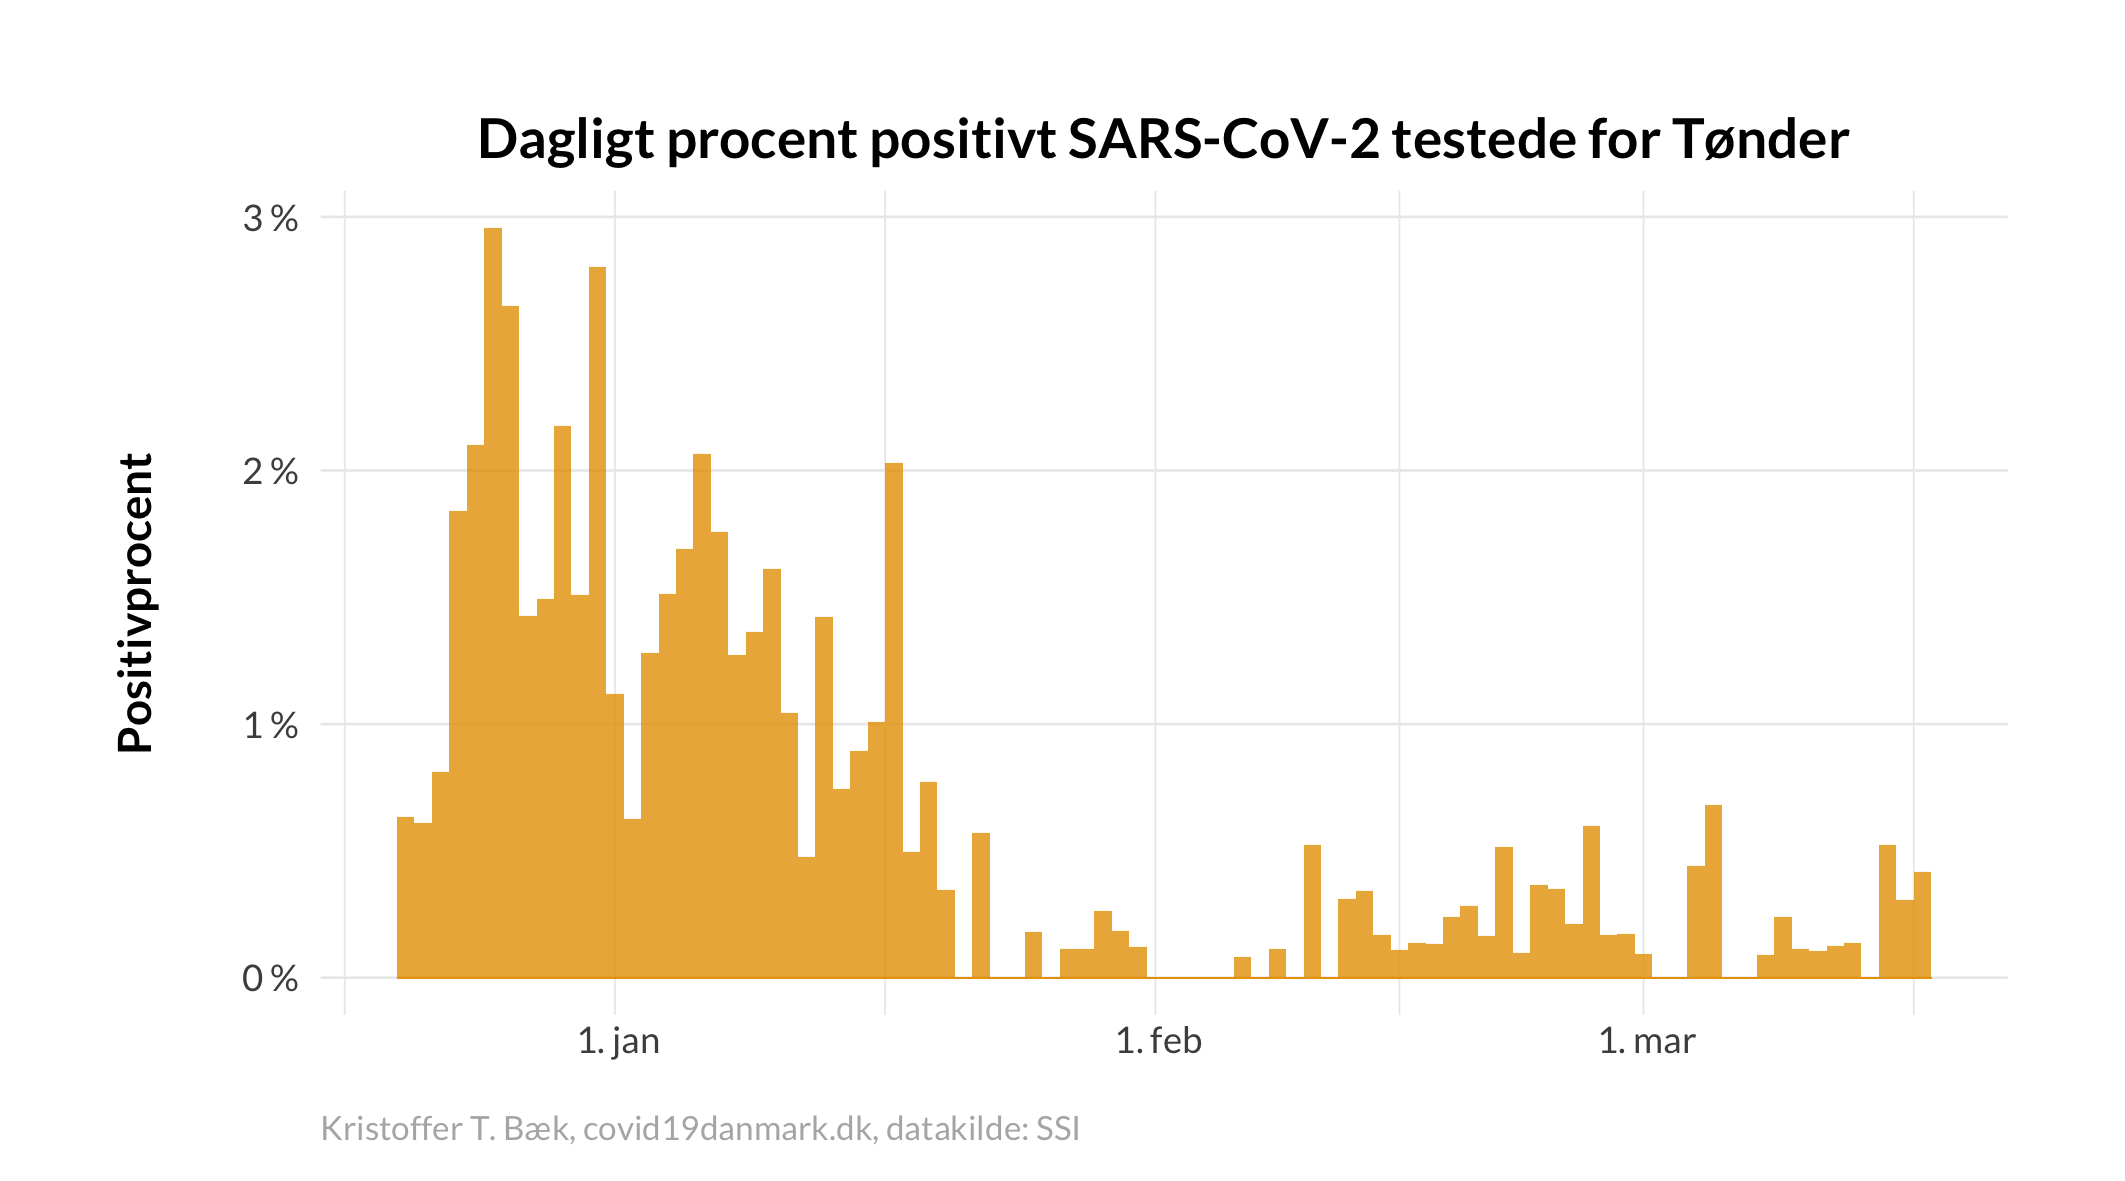 Dagligt procent positivt SARS-CoV-2 testede for Tønder
Positivprocent
3 %
2 %
1 %
0 %
1. jan
1. feb
1. mar
Kristoffer T. Bæk, covid19danmark.dk, datakilde: SSI